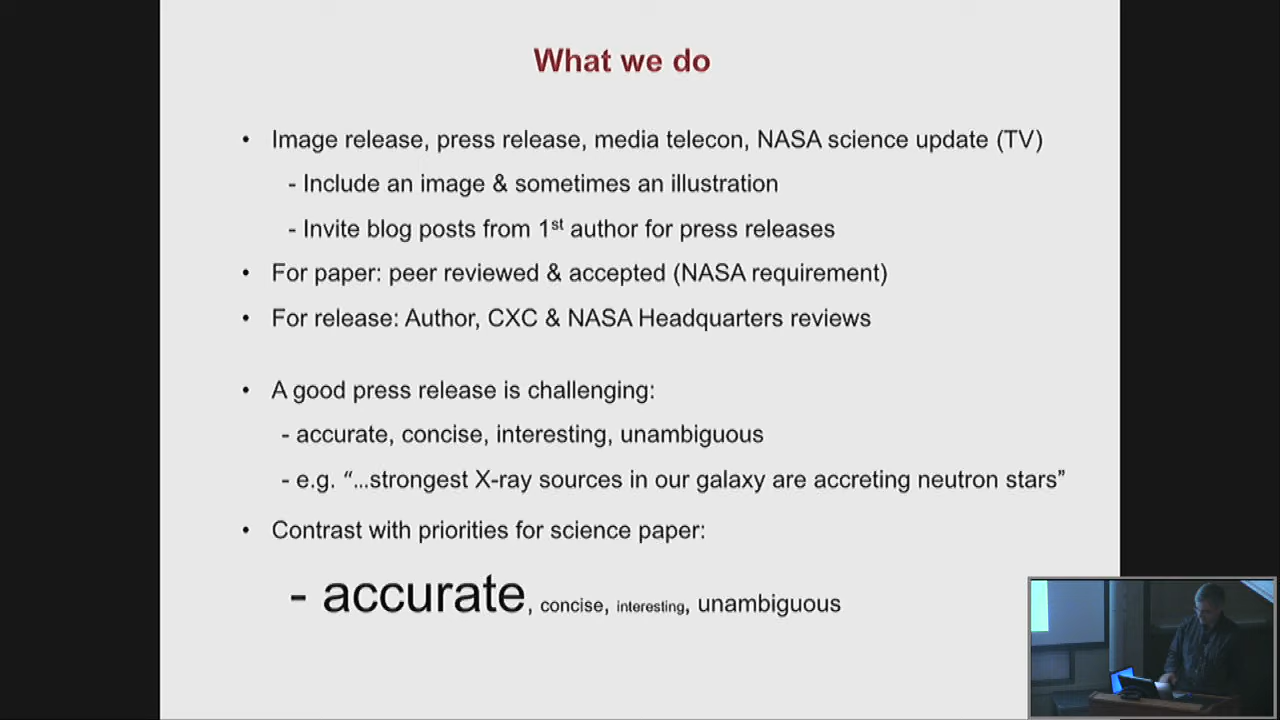 What we do
• Image release, press release, media telecon, NASA science update (TV)
- Include an image & sometimes an illustration
- Invite blog posts from 1st author for press releases
• For paper: peer reviewed & accepted (NASA requirement)
• For release: Author, CXC & NASA Headquarters reviews
• A good press release is challenging:
- accurate, concise, interesting, unambiguous
- e.g. “...strongest X-ray sources in our galaxy are accreting neutron stars”
• Contrast with priorities for science paper:
- accurate, concise, interesting, unambiguous